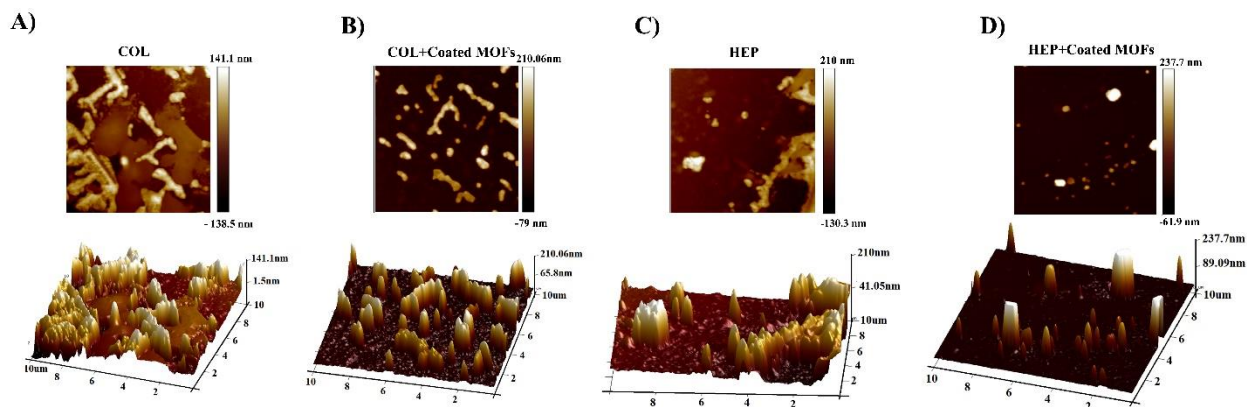 A)
COL
141.1 nm
- 138.5 nm
141.1nm
1.5nm
10
8
6
4
2
10um
8
6
4
2
B)
COL+Coated MOFs
210.06nm
-79 nm
210.06nm
65.8nm
10um
8
6
4
2
10
8
6
4
2
C)
HEP
210 nm
-130.3 nm
210nm
41.05nm
10um
8
6
4
2
8
6
4
2
D)
HEP+Coated MOFs
237.7 nm
-61.9 nm
237.7nm
89.09nm
10um
8
6
4
2
10
8
6
4
2